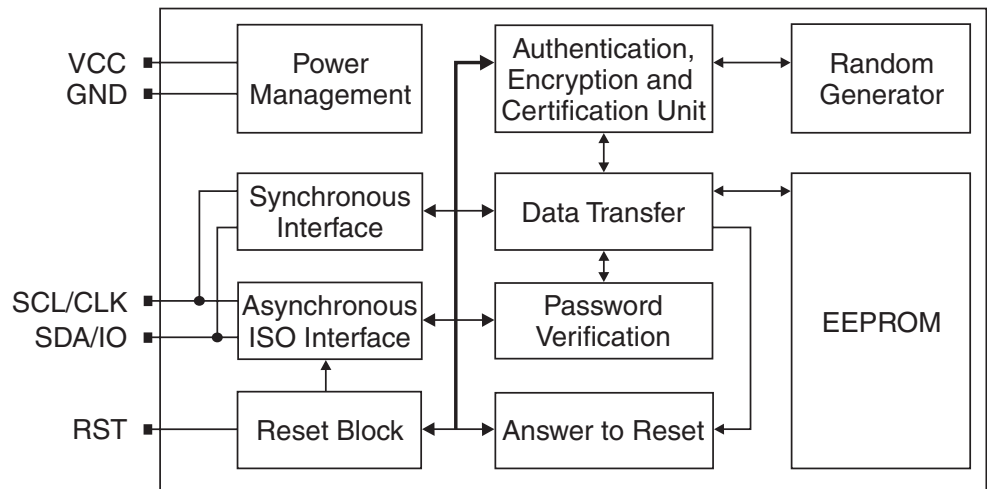 VCC
GND
Power
Management
Authentication,
Encryption and
Certification Unit
Random
Generator
Synchronous
Interface
Data Transfer
EEPROM
SCL/CLK
SDA/IO
Asynchronous
ISO Interface
Password
Verification
RST
Reset Block
Answer to Reset